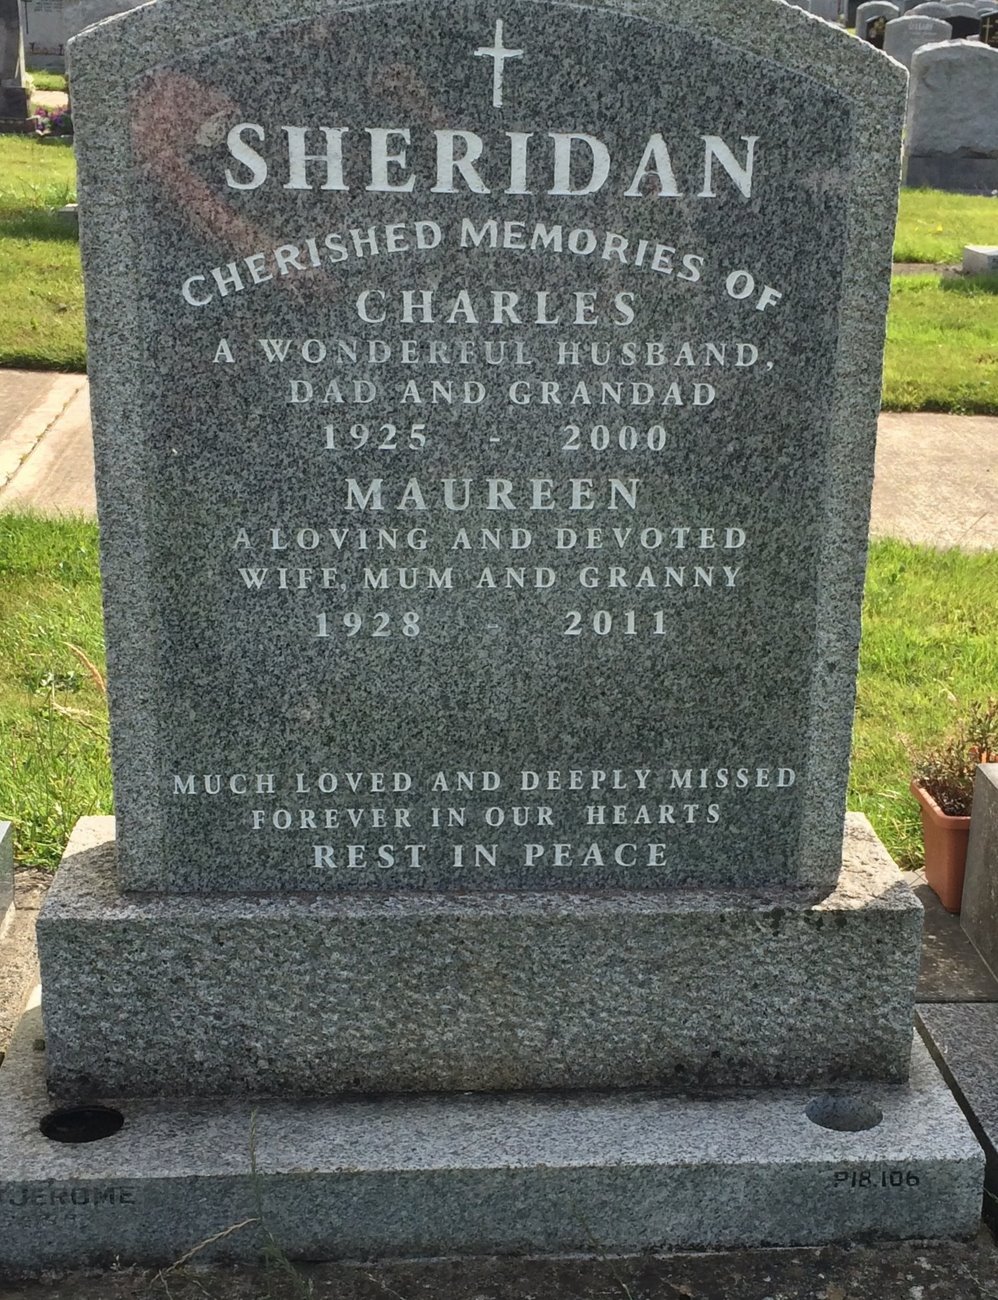 SHERIDAN
CHERISHED MEMORIES OF
CHARLES
A WONDERFUL HUSBAND,
DAD AND GRANDAD
1925 - 2000
MAUREEN
A LOVING AND DEVOTED
WIFE, MUM AND GRANNY
1928 - 2011
MUCH LOVED AND DEEPLY MISSED
FOREVER IN OUR HEARTS
REST IN PEACE
JEROME
P18.106